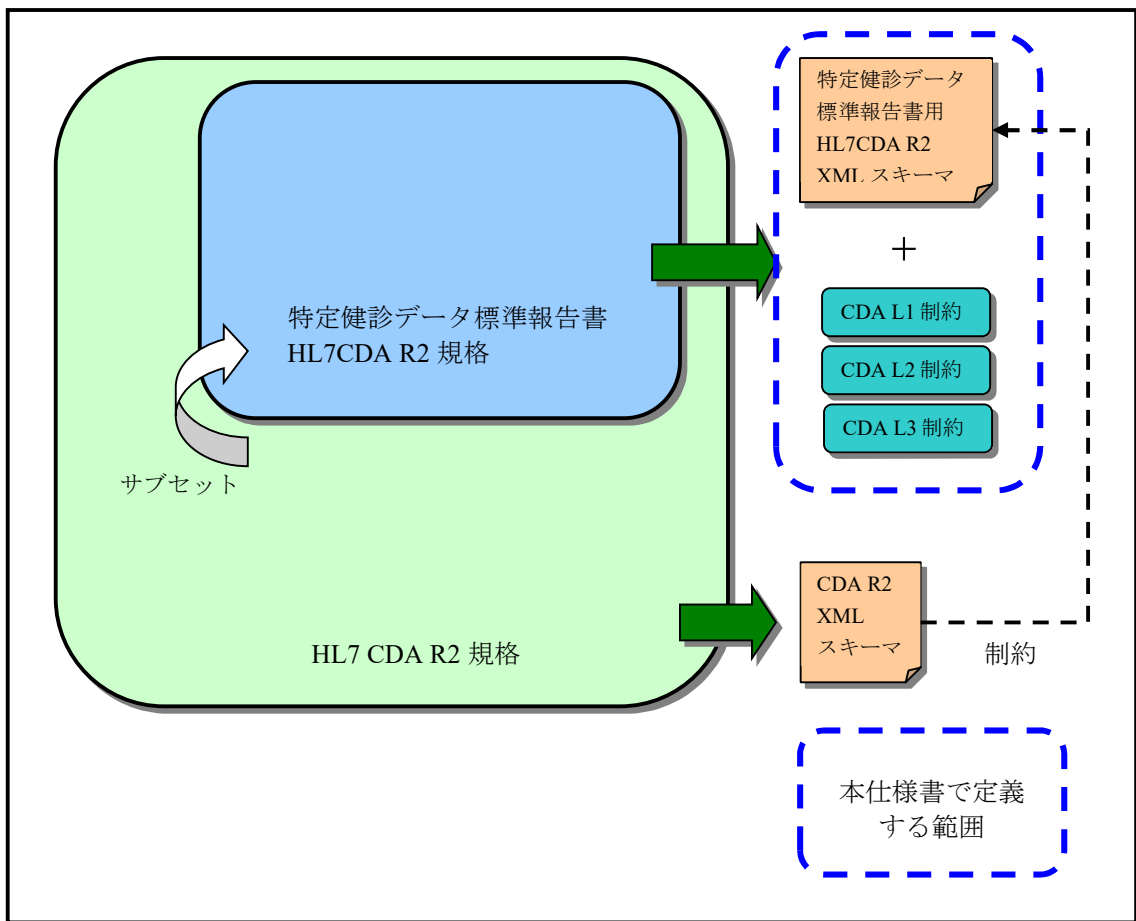 特定健診データ標準報告書
HL7CDA R2 規格
サブセット
HL7 CDA R2 規格
特定健診データ
標準報告書用
HL7CDA R2
XML スキーマ
＋
CDA L1 制約
CDA L2 制約
CDA L3 制約
CDA R2
XML
スキーマ
制約
本仕様書で定義
する範囲